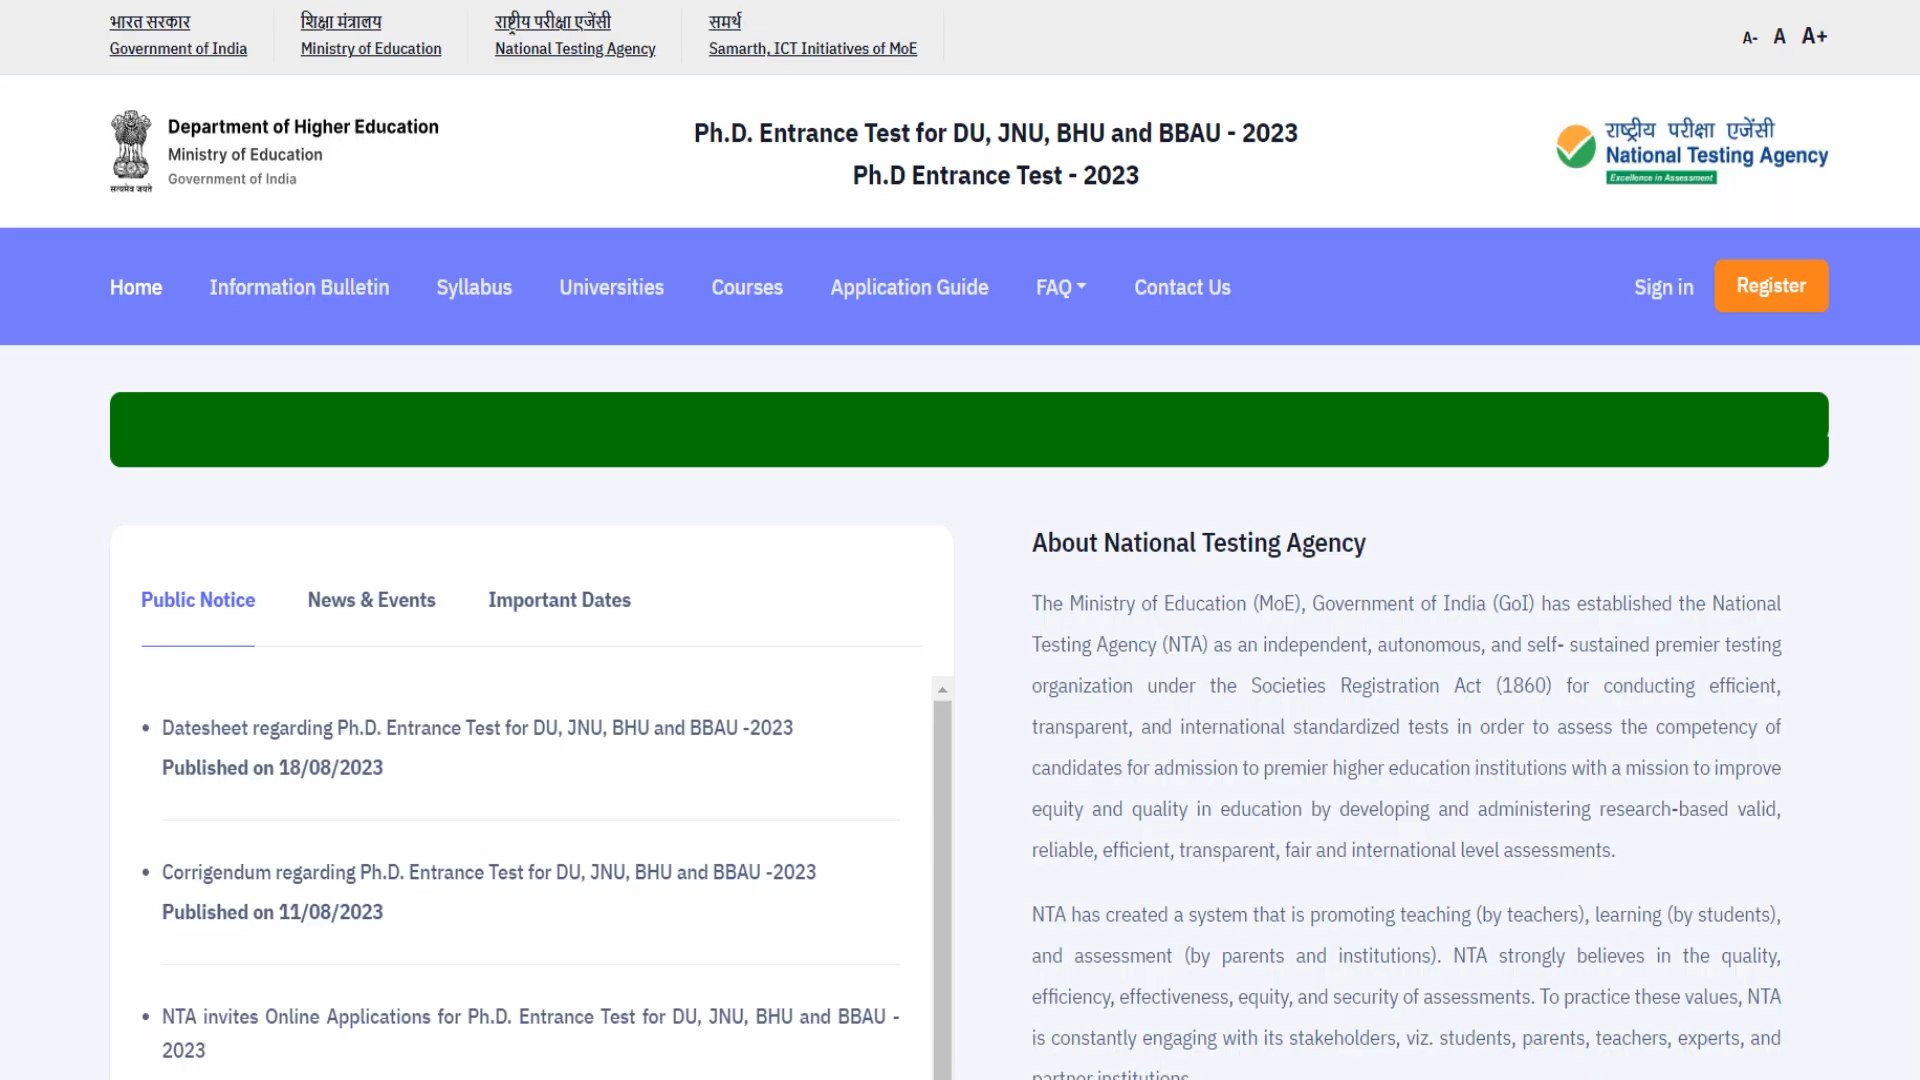 भारत सरकार
Government of India
शिक्षा मंत्रालय
Ministry of Education
राष्ट्रीय परीक्षा एजेंसी
National Testing Agency
समर्थ
Samarth, ICT Initiatives of MoE
A- A A+
सत्यमेव जयते
Department of Higher Education
Ministry of Education
Government of India
Ph.D. Entrance Test for DU, JNU, BHU and BBAU - 2023
Ph.D Entrance Test - 2023
राष्ट्रीय परीक्षा एजेंसी
National Testing Agency
Excellence in Assessment
Home Information Bulletin Syllabus Universities Courses Application Guide FAQ Contact Us Sign in Register
Public Notice News & Events Important Dates
• Datesheet regarding Ph.D. Entrance Test for DU, JNU, BHU and BBAU -2023
Published on 18/08/2023
• Corrigendum regarding Ph.D. Entrance Test for DU, JNU, BHU and BBAU -2023
Published on 11/08/2023
• NTA invites Online Applications for Ph.D. Entrance Test for DU, JNU, BHU and BBAU -
2023
About National Testing Agency
The Ministry of Education (MoE), Government of India (GoI) has established the National
Testing Agency (NTA) as an independent, autonomous, and self- sustained premier testing
organization under the Societies Registration Act (1860) for conducting efficient,
transparent, and international standardized tests in order to assess the competency of
candidates for admission to premier higher education institutions with a mission to improve
equity and quality in education by developing and administering research-based valid,
reliable, efficient, transparent, fair and international level assessments.
NTA has created a system that is promoting teaching (by teachers), learning (by students),
and assessment (by parents and institutions). NTA strongly believes in the quality,
efficiency, effectiveness, equity, and security of assessments. To practice these values, NTA
is constantly engaging with its stakeholders, viz. students, parents, teachers, experts, and
partner institutions.